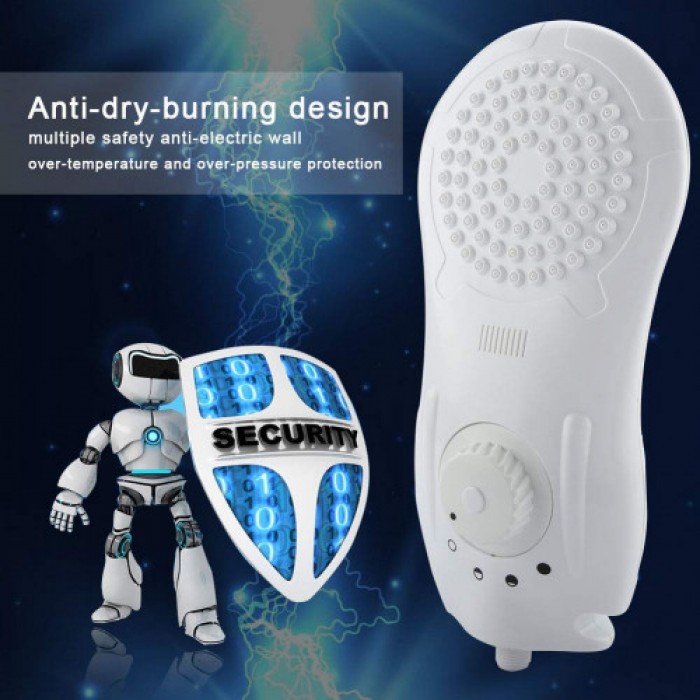 Anti-dry-burning design
multiple safety anti-electric wall
over-temperature and over-pressure protection
SECURITY